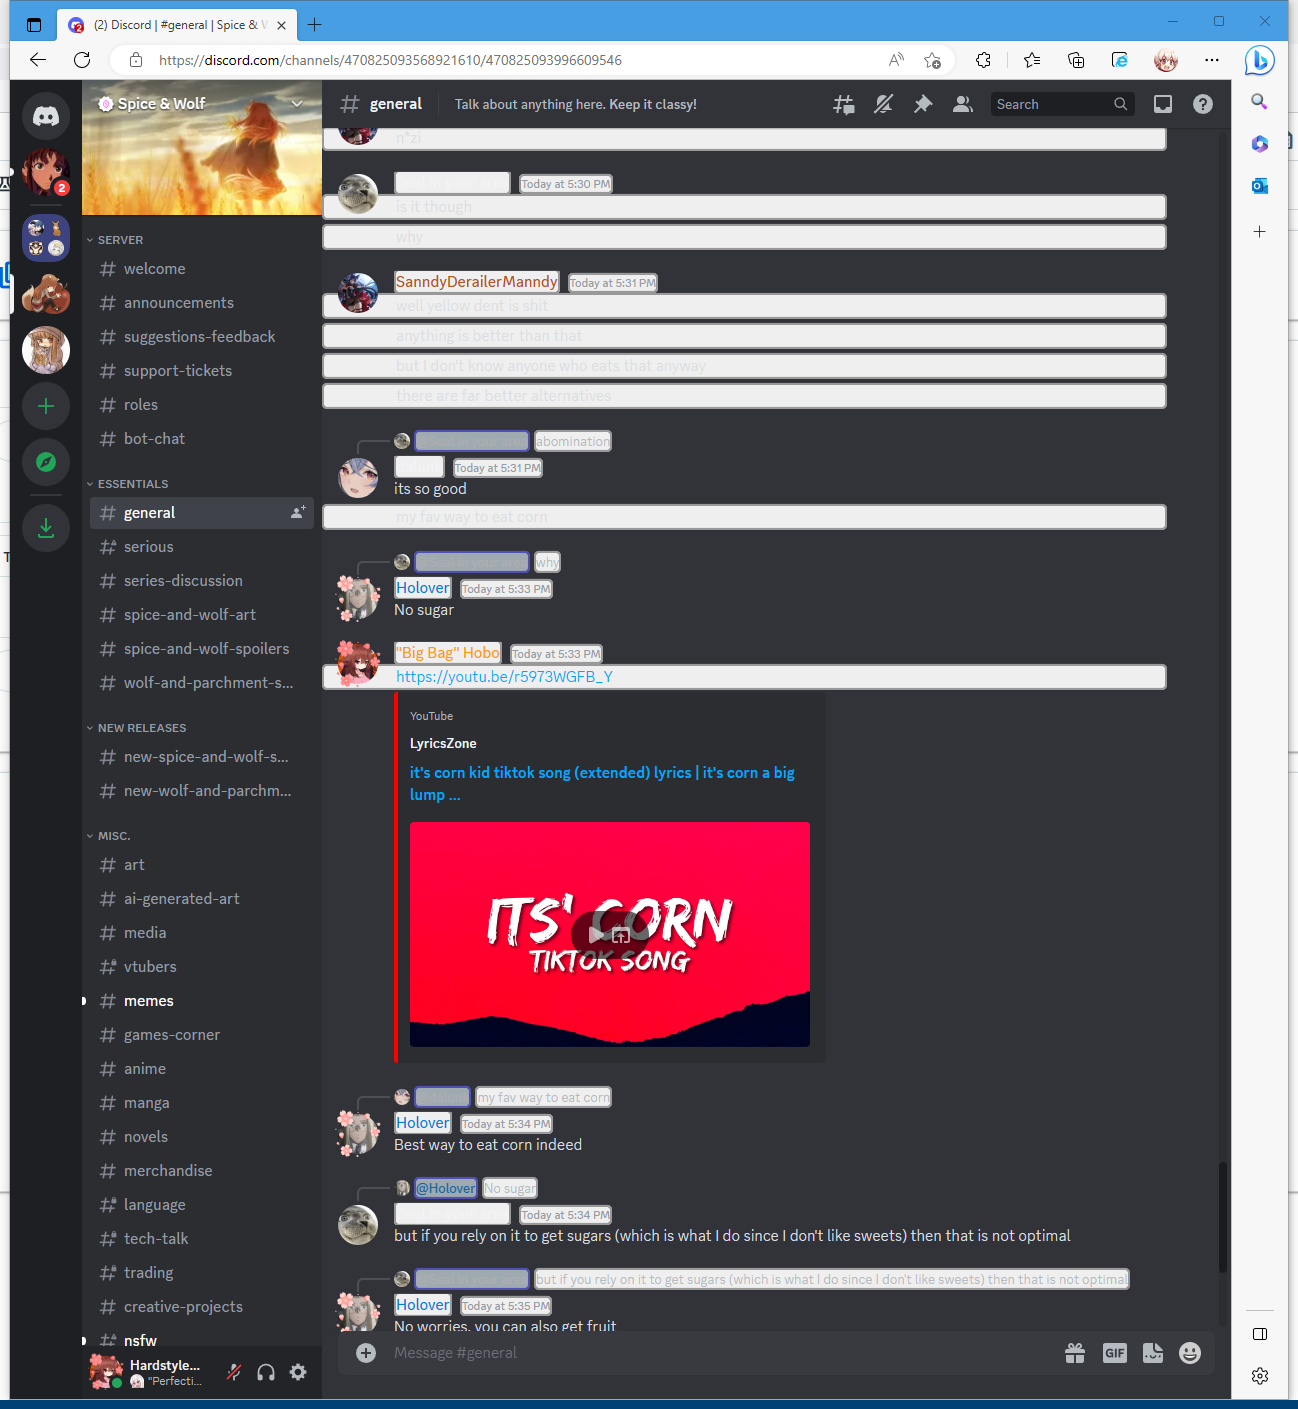 (2) Discord | #general | Spice & W
https://discord.com/channels/470825093568921610/470825093996609546
Spice & Wolf
general
Talk about anything here. Keep it classy!
Search
2
SERVER
welcome
announcements
suggestions-feedback
support-tickets
roles
bot-chat
ESSENTIALS
general
serious
series-discussion
spice-and-wolf-art
spice-and-wolf-spoilers
wolf-and-parchment-s...
NEW RELEASES
new-spice-and-wolf-s...
new-wolf-and-parchm...
MISC.
art
ai-generated-art
media
vtubers
memes
games-corner
anime
manga
novels
merchandise
language
tech-talk
trading
creative-projects
nsfw
Hardstyle...
"Perfecti...
n*zi
Today at 5:30 PM
is it though
why
SanndyDerailerManndy Today at 5:31 PM
well yellow dent is shit
anything is better than that
but I don't know anyone who eats that anyway
there are far better alternatives
abomination
Today at 5:31 PM
its so good
my fav way to eat corn
why
Holover Today at 5:33 PM
No sugar
"Big Bag" Hobo Today at 5:33 PM
https://youtu.be/r5973WGFB_Y
YouTube
LyricsZone
it's corn kid tiktok song (extended) lyrics | it's corn a big
lump ...
ITS' CORN
TIKTOK SONG
my fav way to eat corn
Holover Today at 5:34 PM
Best way to eat corn indeed
@Holover No sugar
Today at 5:34 PM
but if you rely on it to get sugars (which is what I do since I don't like sweets) then that is not optimal
but if you rely on it to get sugars (which is what I do since I don't like sweets) then that is not optimal
Holover Today at 5:35 PM
No worries, you can also get fruit
Message #general
GIF